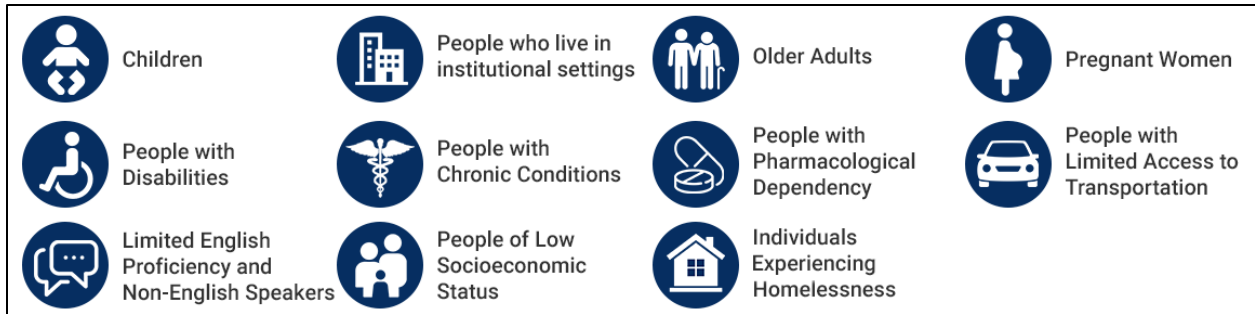 Children
People who live in
institutional settings
Older Adults
Pregnant Women
People with
Disabilities
People with
Chronic Conditions
People with
Pharmacological
Dependency
People with
Limited Access to
Transportation
Limited English
Proficiency and
Non-English Speakers
People of Low
Socioeconomic
Status
Individuals
Experiencing
Homelessness